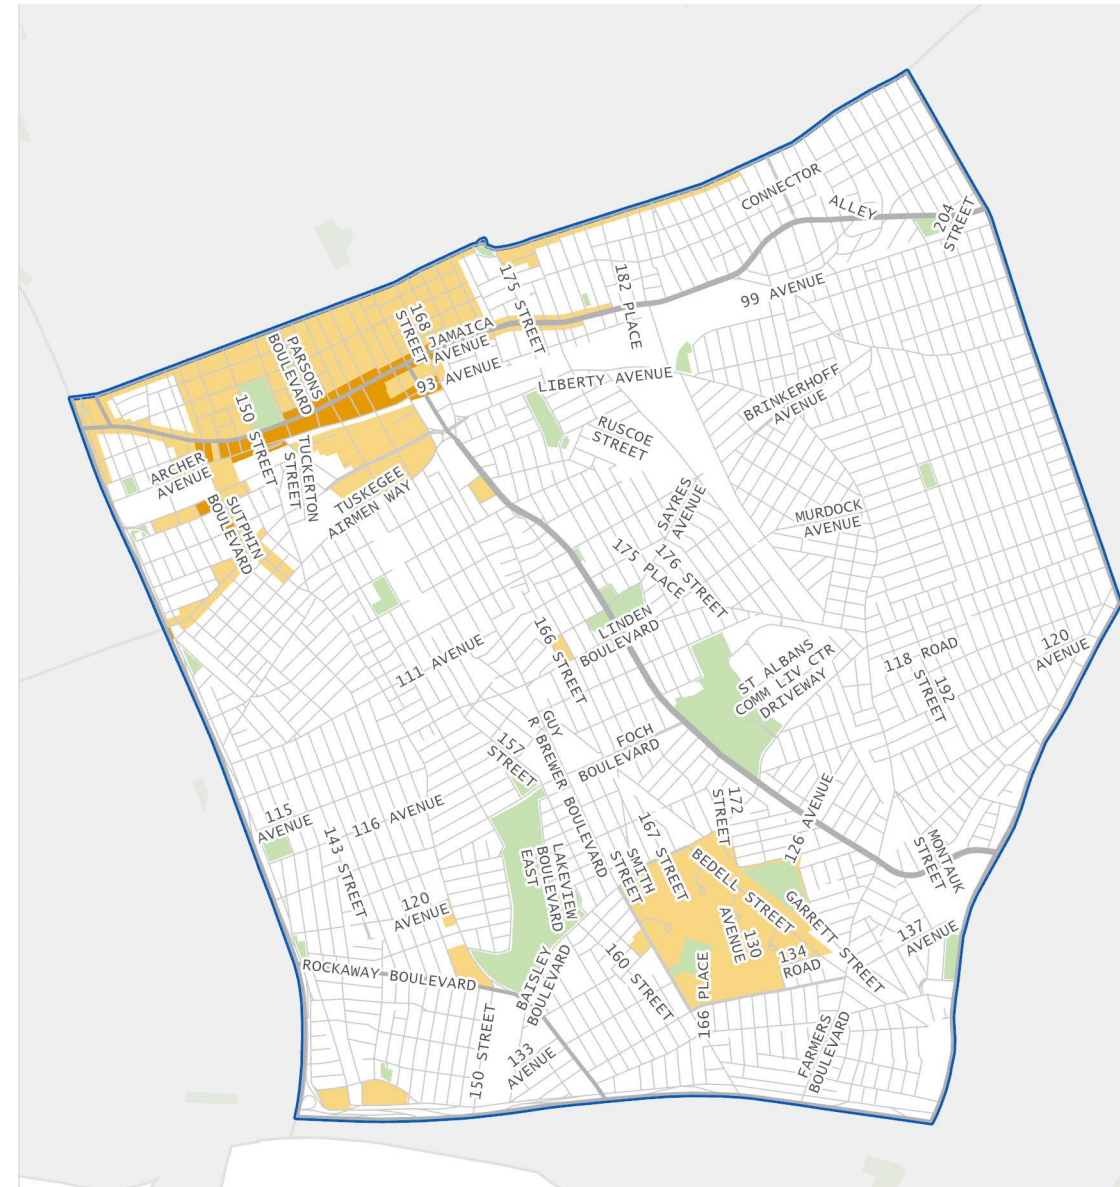 CONNECTOR
ALLEY
204
STREET
175 STREET
182 PLACE
99 AVENUE
168
STREET
JAMAICA
AVENUE
PARSONS
BOULEVARD
93 AVENUE
LIBERTY AVENUE
BRINKERHOFF
AVENUE
150 STREET
RUSCOE
STREET
ARCHER
AVENUE
TUCKERTON
STREET
TUSKEGEE
AIRMEN WAY
SUTPHIN
BOULEVARD
SAYRES
AVENUE
MURDOCK
AVENUE
175 PLACE
176 STREET
LINDEN
BOULEVARD
166 STREET
111 AVENUE
118 ROAD
120
AVENUE
192
STREET
ST ALBANS
COMM LIV CTR
DRIVEWAY
GUY
R BREWER BOULEVARD
FOCH
BOULEVARD
157
STREET
115
AVENUE
116 AVENUE
143 STREET
172
STREET
126 AVENUE
167 STREET
SMITH
STREET
BEDELL STREET
LAKEVIEW
BOULEVARD
EAST
MONTAUK
STREET
120
AVENUE
GARRETT STREET
130
AVENUE
137
AVENUE
134
ROAD
160 STREET
BAISLEY
BOULEVARD
ROCKAWAY BOULEVARD
166 PLACE
150 STREET
133
AVENUE
FARMERS
BOULEVARD